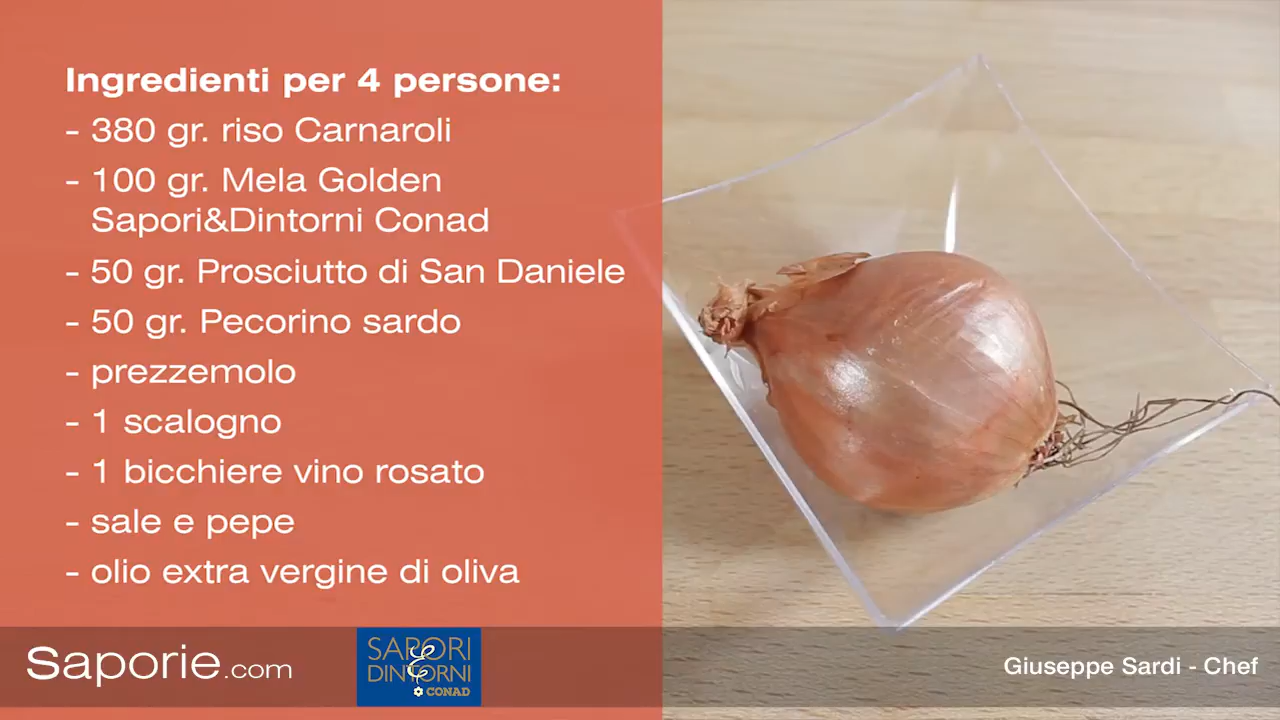 Ingredienti per 4 persone:
- 380 gr. riso Carnaroli
- 100 gr. Mela Golden
Sapori&Dintorni Conad
- 50 gr. Prosciutto di San Daniele
- 50 gr. Pecorino sardo
- prezzemolo
- 1 scalogno
- 1 bicchiere vino rosato
- sale e pepe
- olio extra vergine di oliva
Saporie.com
SAPORI
&
DINTORNI
CONAD
Giuseppe Sardi - Chef